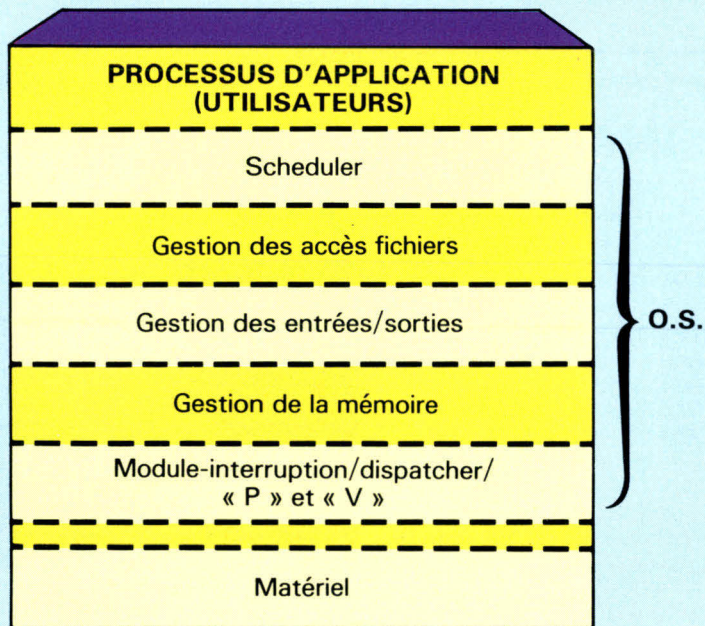 PROCESSUS D'APPLICATION
(UTILISATEURS)
Scheduler
Gestion des accès fichiers
Gestion des entrées/sorties
O.S.
Gestion de la mémoire
Module-interruption/dispatcher/
« P » et « V »
Matériel